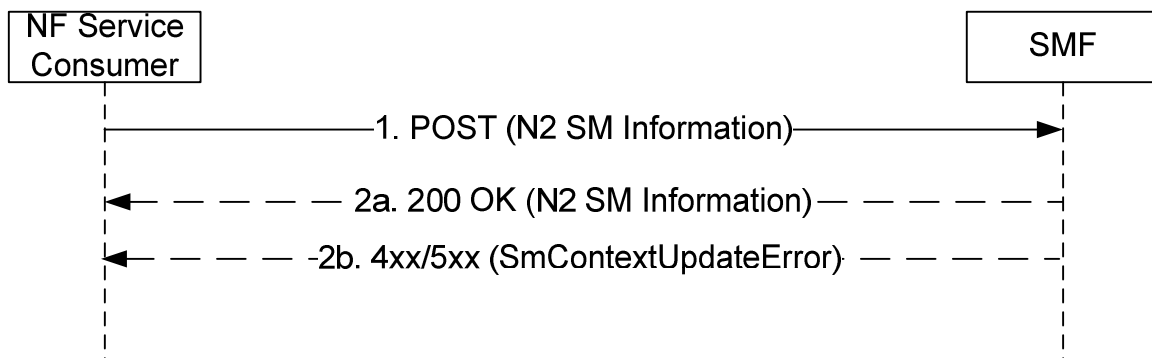 NF Service
Consumer
SMF
1. POST (N2 SM Information)
2a. 200 OK (N2 SM Information)
2b. 4xx/5xx (SmContextUpdateError)